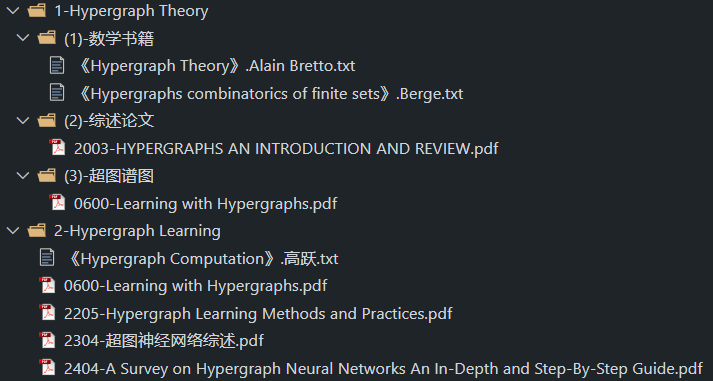 1-Hypergraph Theory
(1)-数学书籍
《Hypergraph Theory》.Alain Bretto.txt
《Hypergraphs combinatorics of finite sets》.Berge.txt
(2)-综述论文
2003-HYPERGRAPHS AN INTRODUCTION AND REVIEW.pdf
(3)-超图谱图
0600-Learning with Hypergraphs.pdf
2-Hypergraph Learning
《Hypergraph Computation》.高跃.txt
0600-Learning with Hypergraphs.pdf
2205-Hypergraph Learning Methods and Practices.pdf
2304-超图神经网络综述.pdf
2404-A Survey on Hypergraph Neural Networks An In-Depth and Step-By-Step Guide.pdf